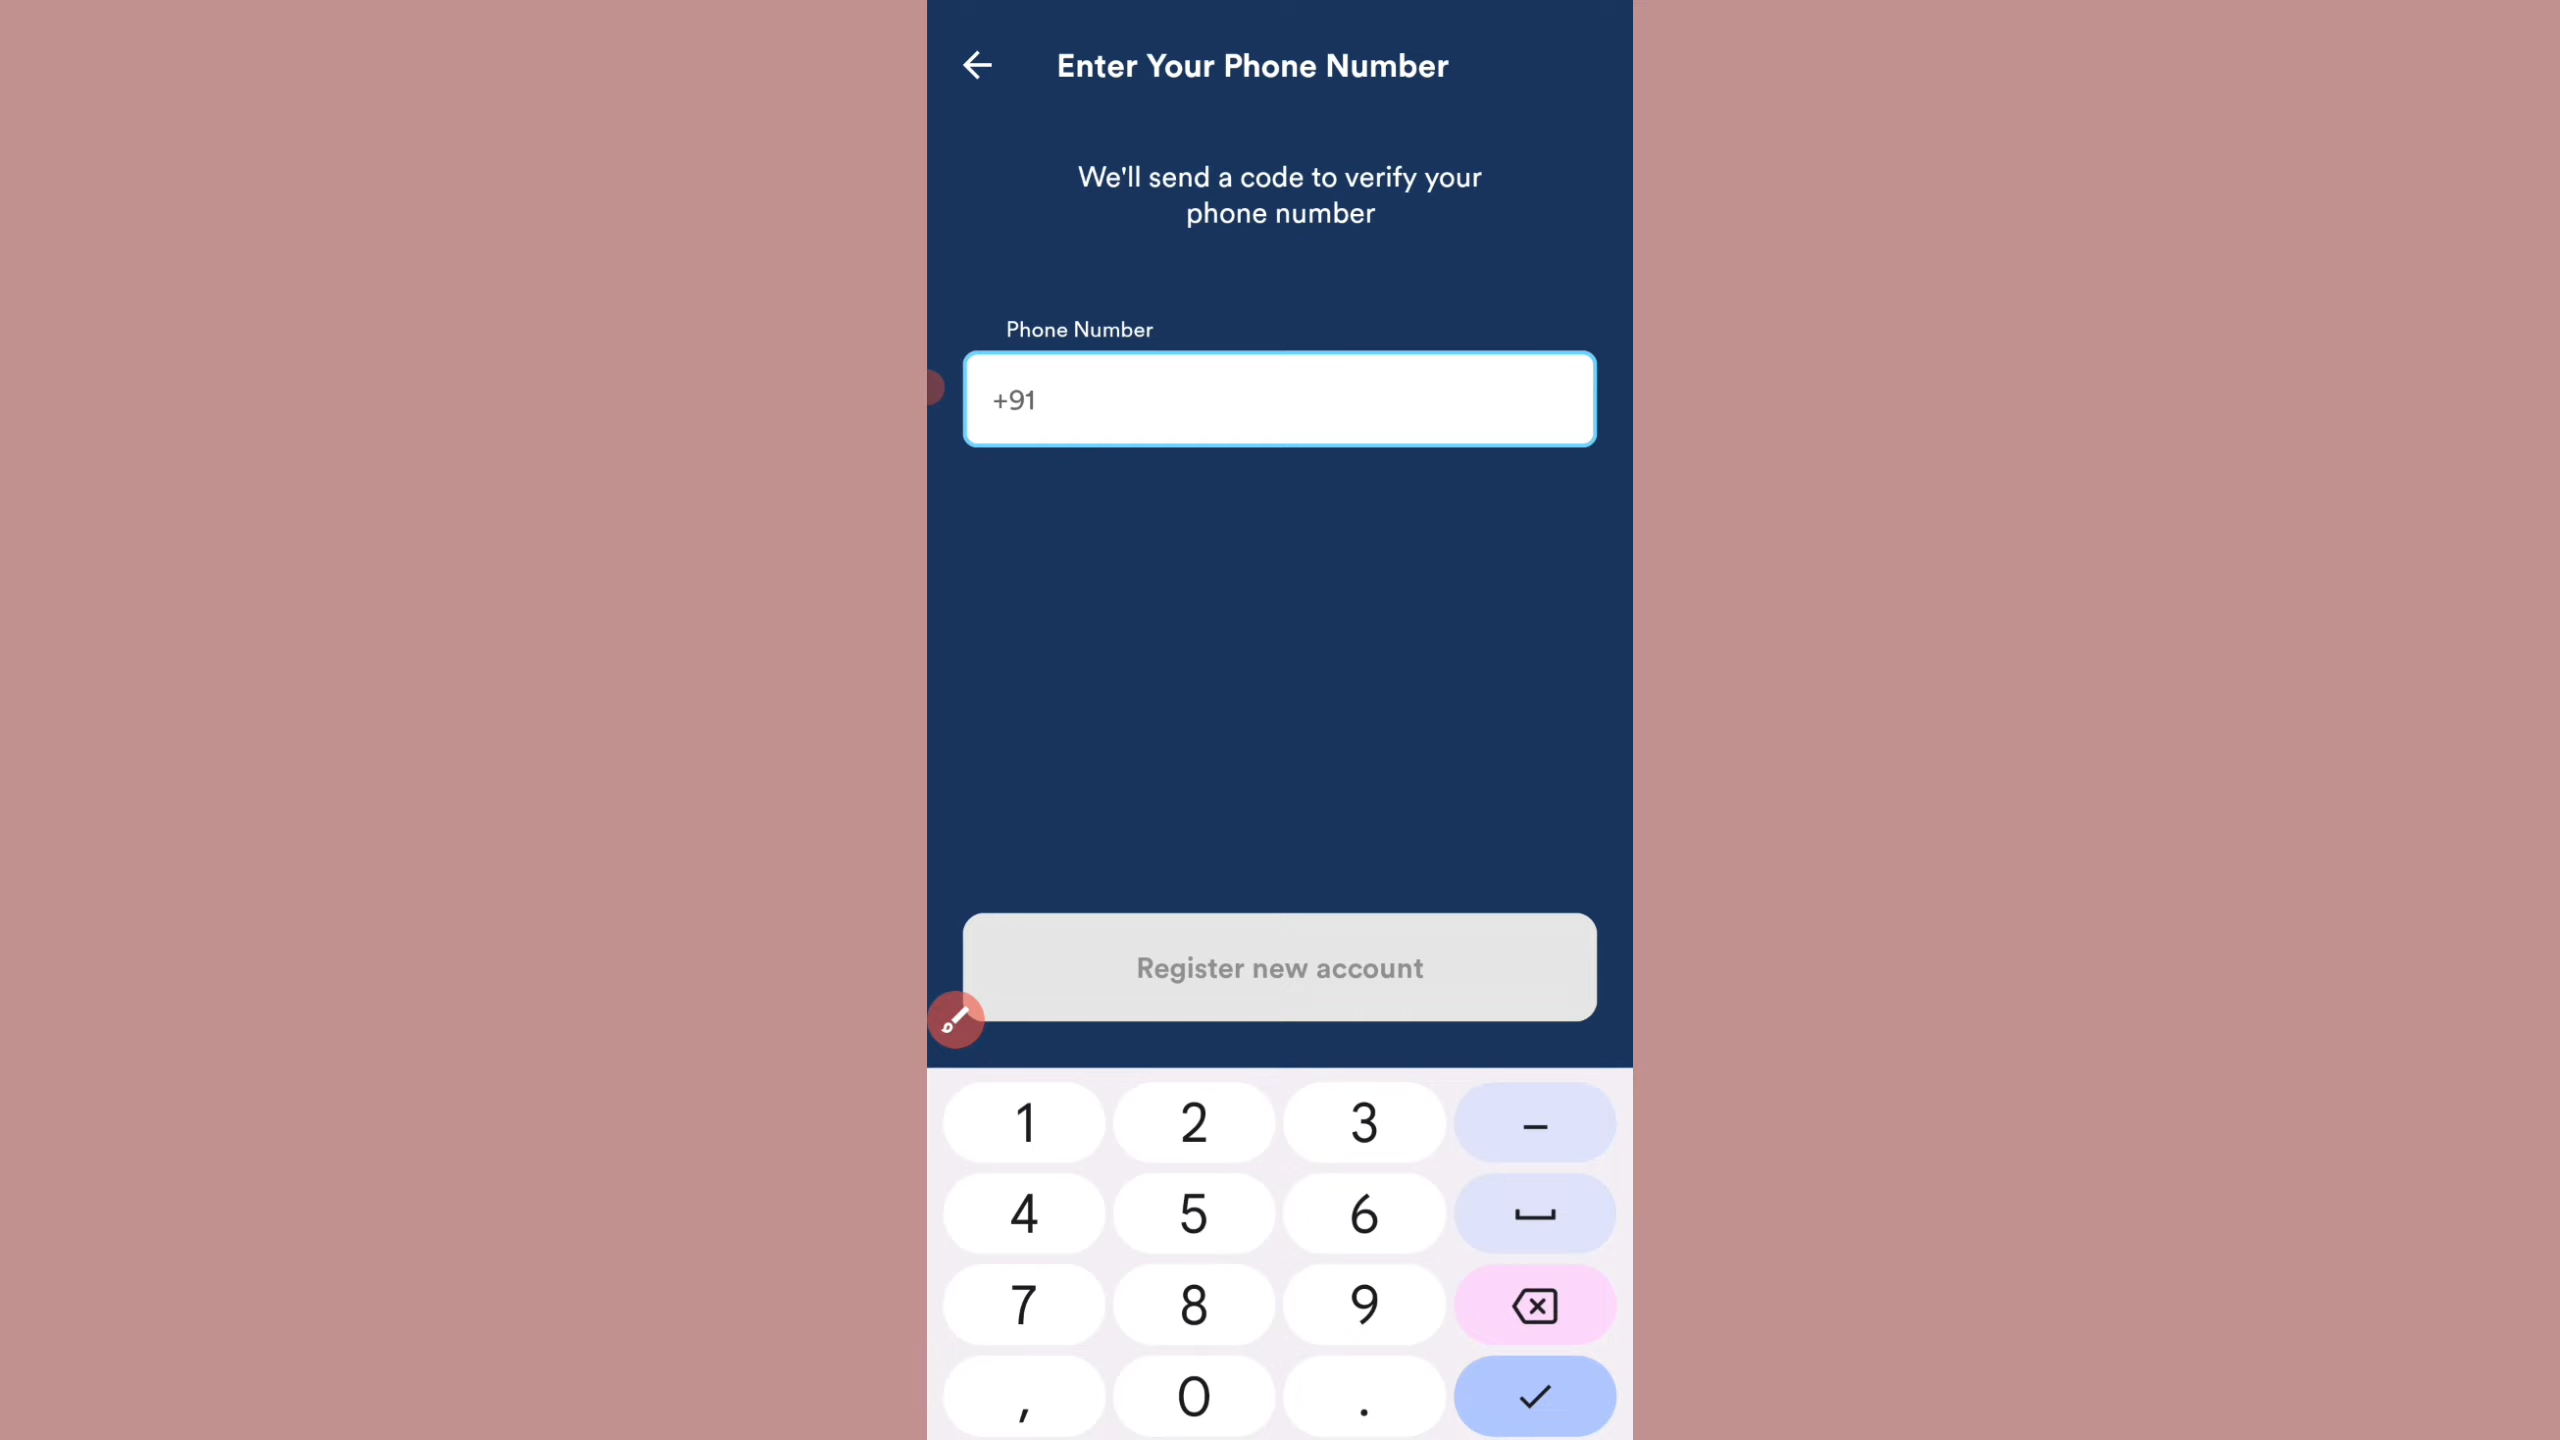 Enter Your Phone Number
We'll send a code to verify your
phone number
Phone Number
+91
Register new account
1 2 3 –
4 5 6
7 8 9
, 0 .